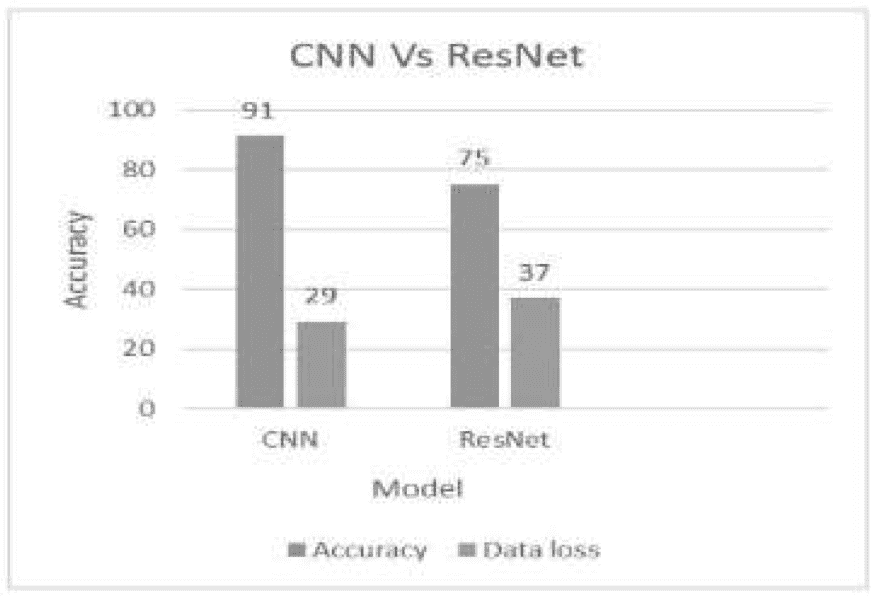 CNN Vs ResNet
100
80
60
40
20
0
Accuracy
91
29
75
37
CNN
ResNet
Model
Accuracy
Data loss